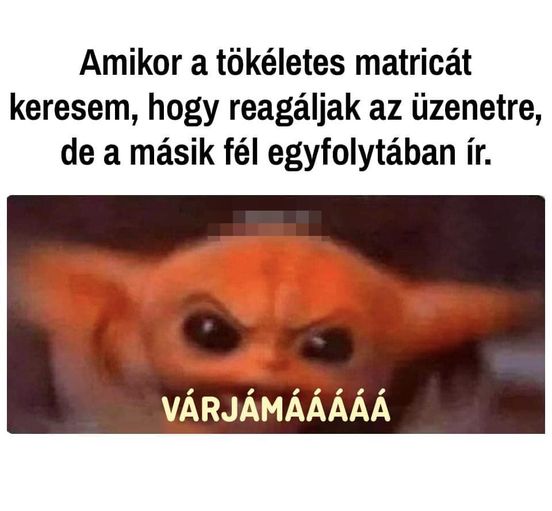 Amikor a tökéletes matricát
keresem, hogy reagáljak az üzenetre,
de a másik fél egyfolytában ír.
VÁRJÁMÁÁÁÁÁ